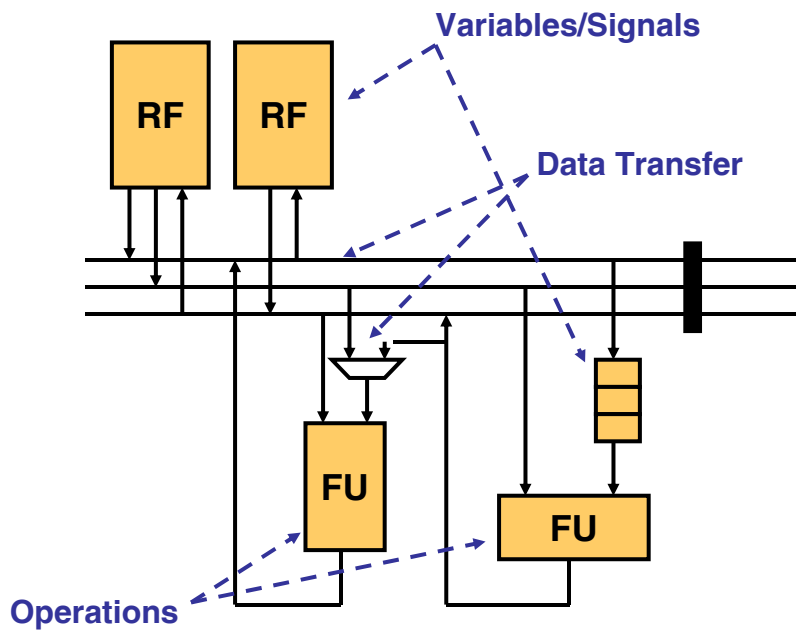 Variables/Signals
RF
RF
Data Transfer
FU
FU
Operations